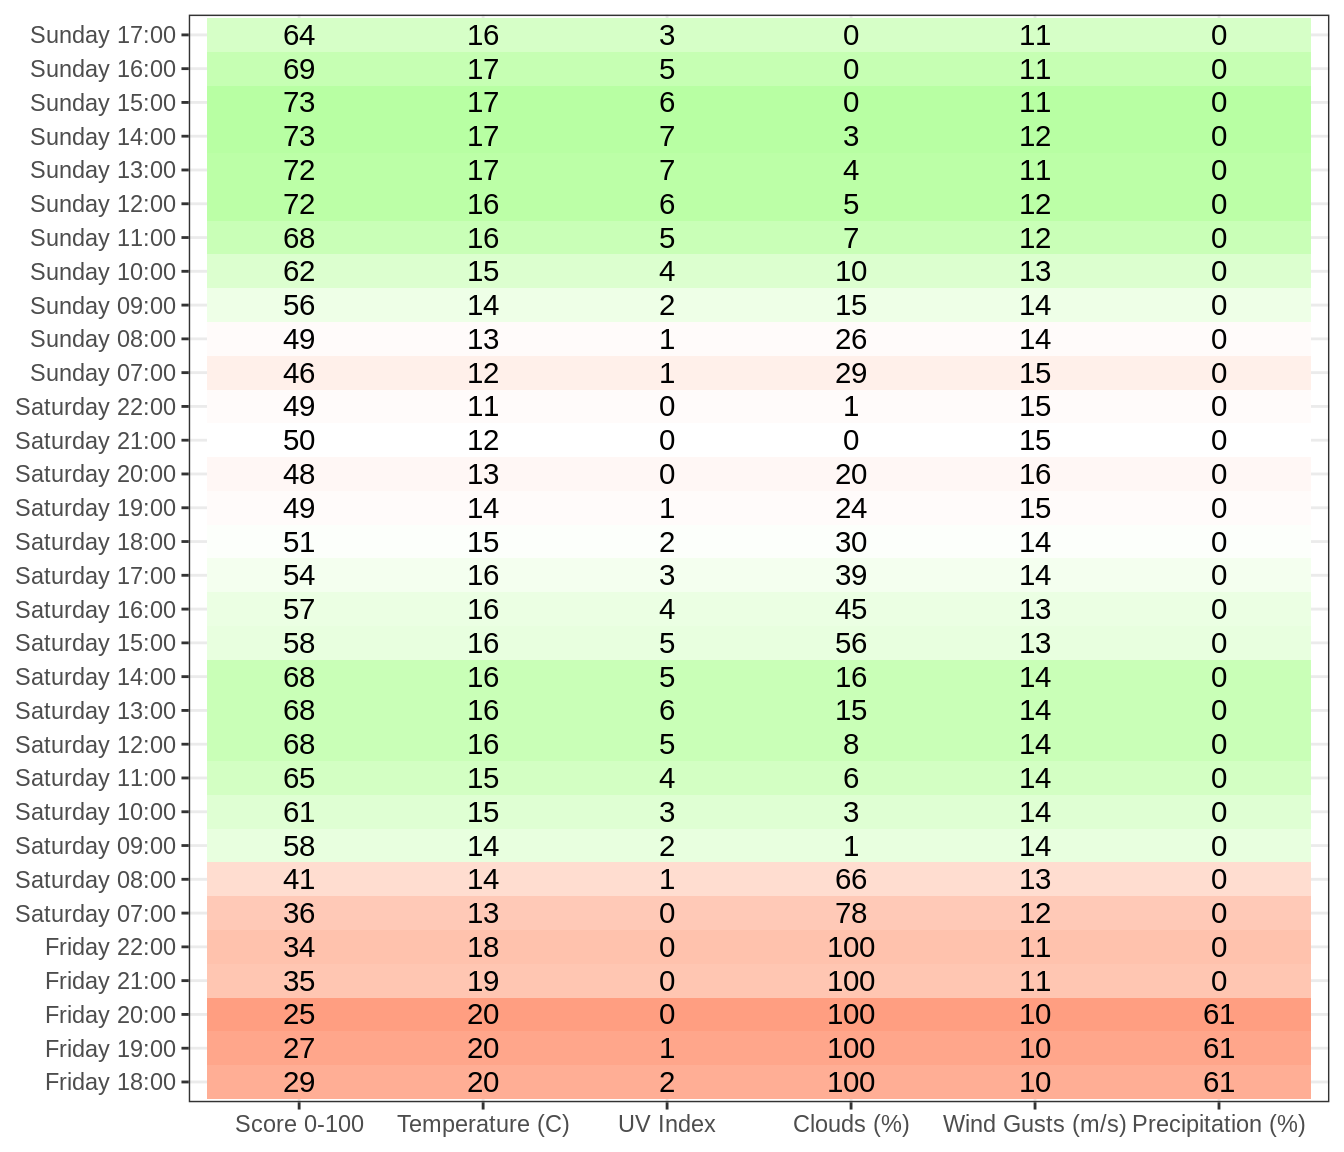 Sunday 17:00 64 16 3 0 11 0
Sunday 16:00 69 17 5 0 11 0
Sunday 15:00 73 17 6 0 11 0
Sunday 14:00 73 17 7 3 12 0
Sunday 13:00 72 17 7 4 11 0
Sunday 12:00 72 16 6 5 12 0
Sunday 11:00 68 16 5 7 12 0
Sunday 10:00 62 15 4 10 13 0
Sunday 09:00 56 14 2 15 14 0
Sunday 08:00 49 13 1 26 14 0
Sunday 07:00 46 12 1 29 15 0
Saturday 22:00 49 11 0 1 15 0
Saturday 21:00 50 12 0 0 15 0
Saturday 20:00 48 13 0 20 16 0
Saturday 19:00 49 14 1 24 15 0
Saturday 18:00 51 15 2 30 14 0
Saturday 17:00 54 16 3 39 14 0
Saturday 16:00 57 16 4 45 13 0
Saturday 15:00 58 16 5 56 13 0
Saturday 14:00 68 16 5 16 14 0
Saturday 13:00 68 16 6 15 14 0
Saturday 12:00 68 16 5 8 14 0
Saturday 11:00 65 15 4 6 14 0
Saturday 10:00 61 15 3 3 14 0
Saturday 09:00 58 14 2 1 14 0
Saturday 08:00 41 14 1 66 13 0
Saturday 07:00 36 13 0 78 12 0
Friday 22:00 34 18 0 100 11 0
Friday 21:00 35 19 0 100 11 0
Friday 20:00 25 20 0 100 10 61
Friday 19:00 27 20 1 100 10 61
Friday 18:00 29 20 2 100 10 61
Score 0-100 Temperature (C) UV Index Clouds (%) Wind Gusts (m/s) Precipitation (%)